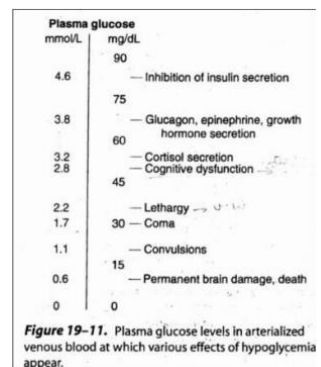 Plasma glucose
mmol/L mg/dL
90
4.6 Inhibition of insulin secretion
75
3.8 Glucagon, epinephrine, growth
hormone secretion
60
3.2 Cortisol secretion
2.8 Cognitive dysfunction
45
2.2 Lethargy
1.7 30 Coma
1.1 Convulsions
15
0.6 Permanent brain damage, death
0 0
Figure 19–11. Plasma glucose levels in arterialized
venous blood at which various effects of hypoglycemia
appear.